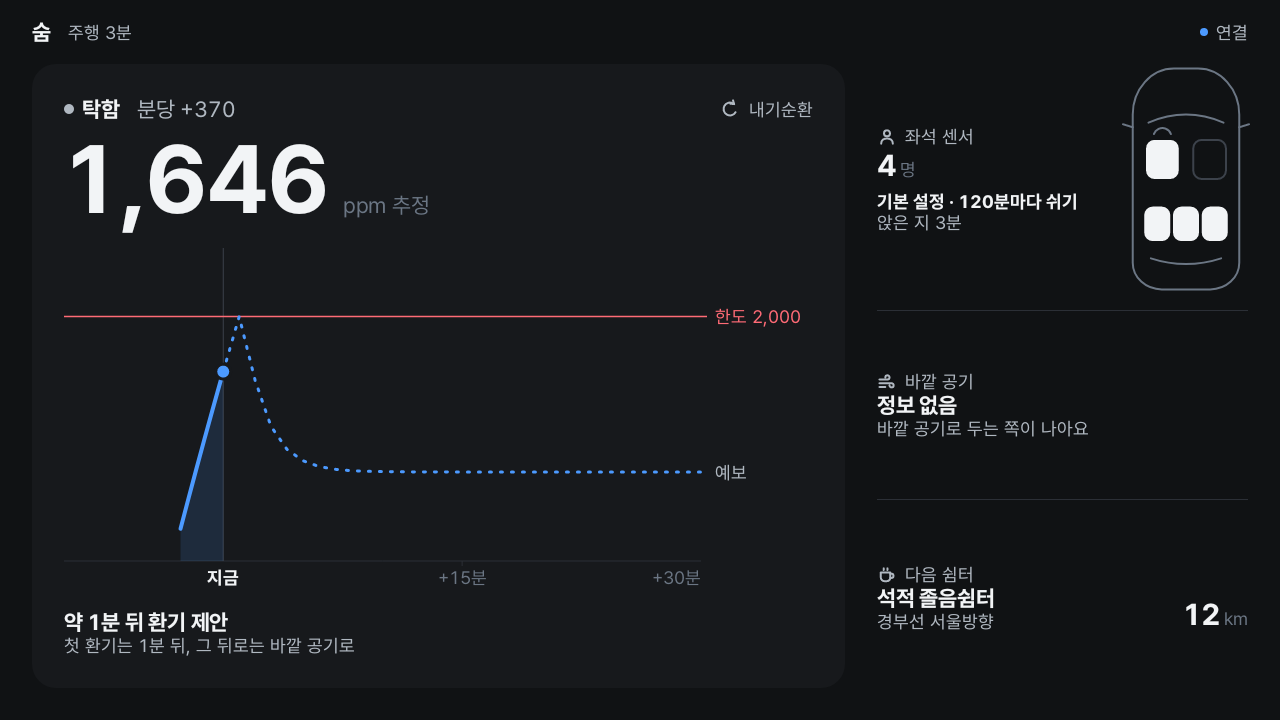 숨 주행 3분
연결
탁함 분당 +370
내기순환
1,646 ppm 추정
한도 2,000
예보
지금
+15분
+30분
약 1분 뒤 환기 제안
첫 환기는 1분 뒤, 그 뒤로는 바깥 공기로
좌석 센서
4 명
기본 설정 · 120분마다 쉬기
앉은 지 3분
바깥 공기
정보 없음
바깥 공기로 두는 쪽이 나아요
다음 쉼터
석적 졸음쉼터
경부선 서울방향
12 km